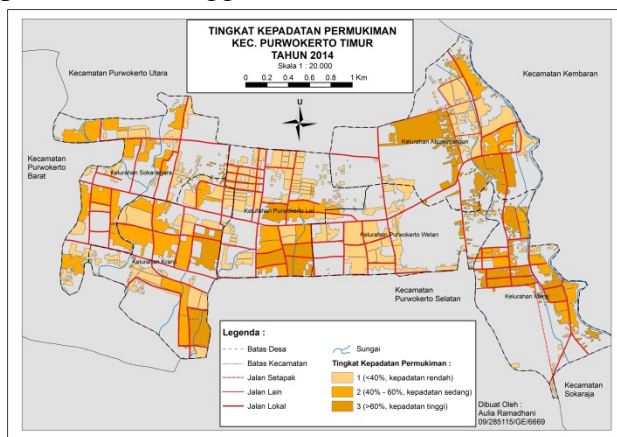 TINGKAT KEPADATAN PERMUKIMAN
KEC. PURWOKERTO TIMUR
TAHUN 2014
Skala 1 : 20.000
0 0.2 0.4 0.6 0.8 1 Km
U
Kecamatan Purwokerto Utara
Kecamatan Kembaran
Kecamatan
Purwokerto
Barat
Kelurahan Sokanegara
Kelurahan Arcawinangun
Kelurahan Purwokerto Lor
Kelurahan Purwokerto Wetan
Kelurahan Kranji
Kecamatan
Purwokerto Selatan
Kelurahan Mersi
Kecamatan
Sokaraja
Legenda :
Batas Desa
Batas Kecamatan
Jalan Setapak
Jalan Lain
Jalan Lokal
Sungai
Tingkat Kepadatan Permukiman :
1 (<40%, kepadatan rendah)
2 (40% - 60%, kepadatan sedang)
3 (>60%, kepadatan tinggi)
Dibuat Oleh :
Aulia Ramadhani
09/285115/GE/6669